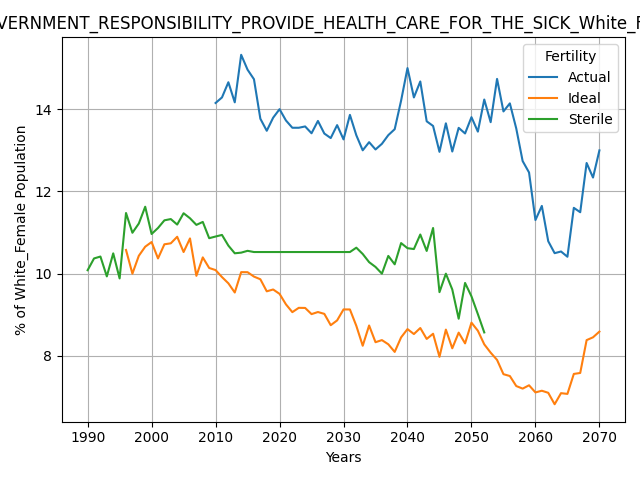 VERNMENT_RESPONSIBILITY_PROVIDE_HEALTH_CARE_FOR_THE_SICK_White_F
Fertility
Actual
Ideal
Sterile
% of White_Female Population
14
12
10
8
1990 2000 2010 2020 2030 2040 2050 2060 2070
Years